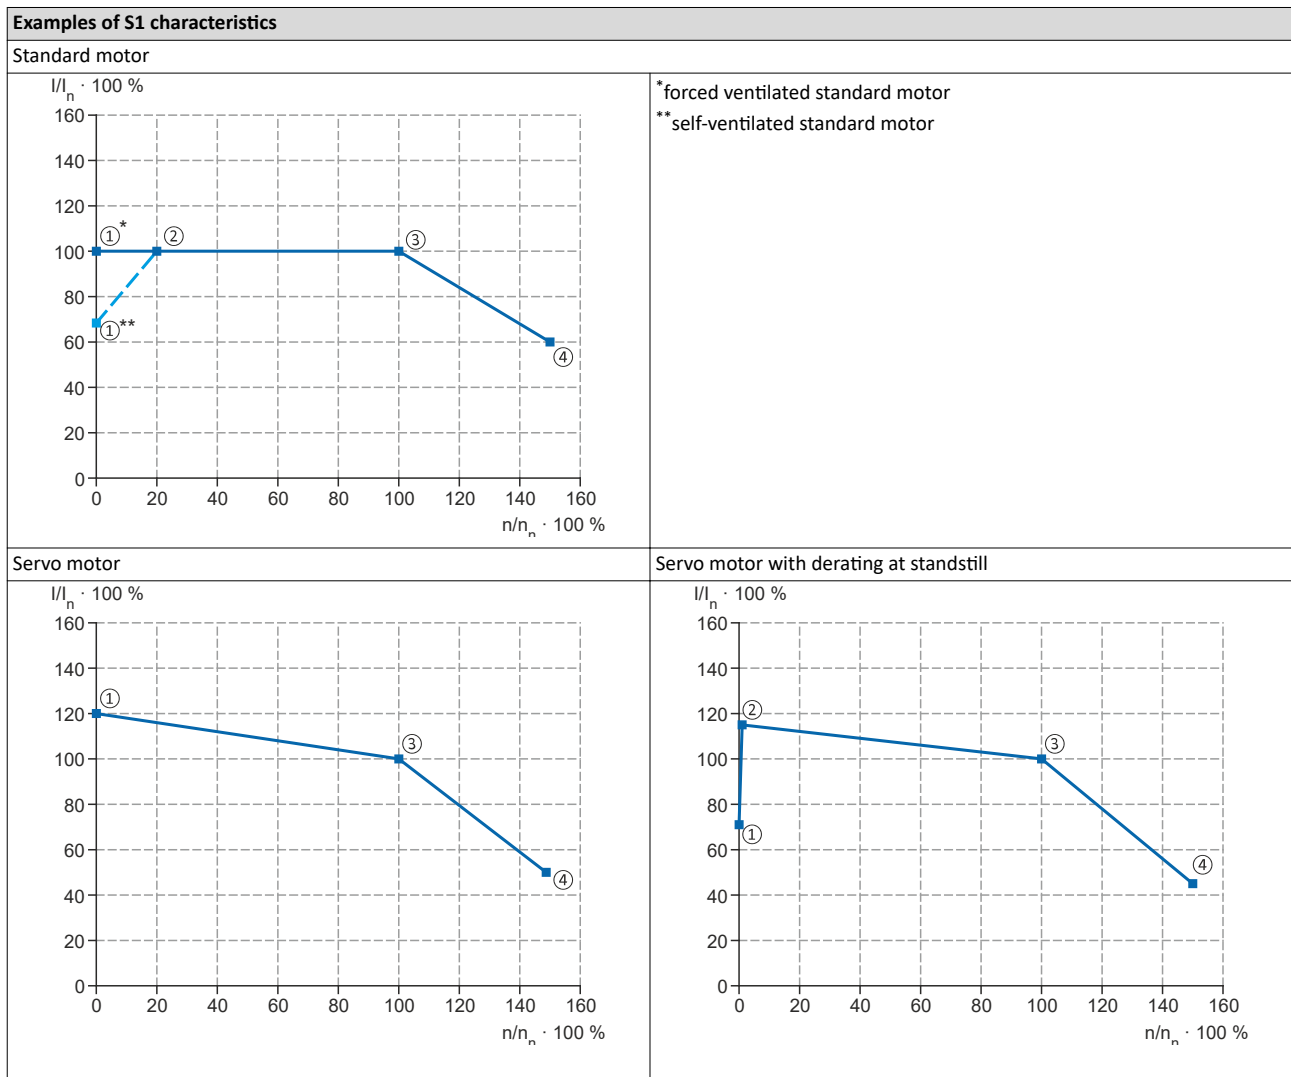 Examples of S1 characteristics
Standard motor
I/In · 100 %
160
140
120
100
80
60
40
20
0
0 20 40 60 80 100 120 140 160
n/nn · 100 %
①*
②
③
①**
④
*forced ventilated standard motor
**self-ventilated standard motor
Servo motor
I/In · 100 %
160
140
120
100
80
60
40
20
0
0 20 40 60 80 100 120 140 160
n/nn · 100 %
①
③
④
Servo motor with derating at standstill
I/In · 100 %
160
140
120
100
80
60
40
20
0
0 20 40 60 80 100 120 140 160
n/nn · 100 %
②
③
①
④